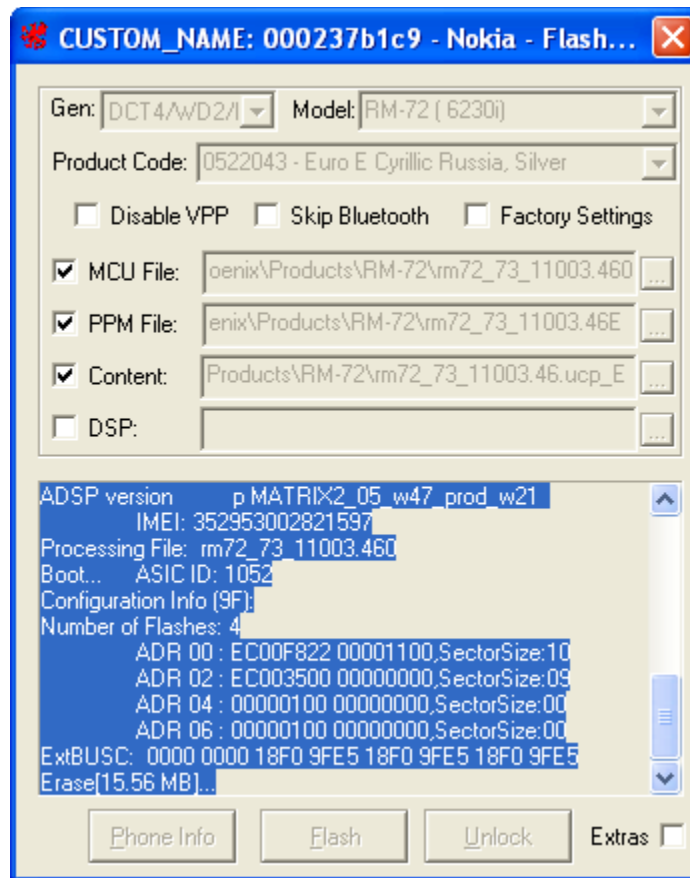 CUSTOM_NAME: 000237b1c9 - Nokia - Flash...
Gen: DCT4/WD2/I Model: RM-72 ( 6230i)
Product Code: 0522043 - Euro E Cyrillic Russia, Silver
Disable VPP Skip Bluetooth Factory Settings
MCU File: oenix\Products\RM-72\rm72_73_11003.460 ...
PPM File: enix\Products\RM-72\rm72_73_11003.46E ...
Content: Products\RM-72\rm72_73_11003.46.ucp_E ...
DSP: ...
ADSP version p MATRIX2_05_w47_prod_w21
IMEI: 352953002821597
Processing File: rm72_73_11003.460
Boot... ASIC ID: 1052
Configuration Info (9F):
Number of Flashes: 4
ADR 00 : EC00F822 00001100,SectorSize:10
ADR 02 : EC003500 00000000,SectorSize:09
ADR 04 : 00000100 00000000,SectorSize:00
ADR 06 : 00000100 00000000,SectorSize:00
ExtBUSC: 0000 0000 18F0 9FE5 18F0 9FE5 18F0 9FE5
Erase[15.56 MB]...
Phone Info Flash Unlock Extras